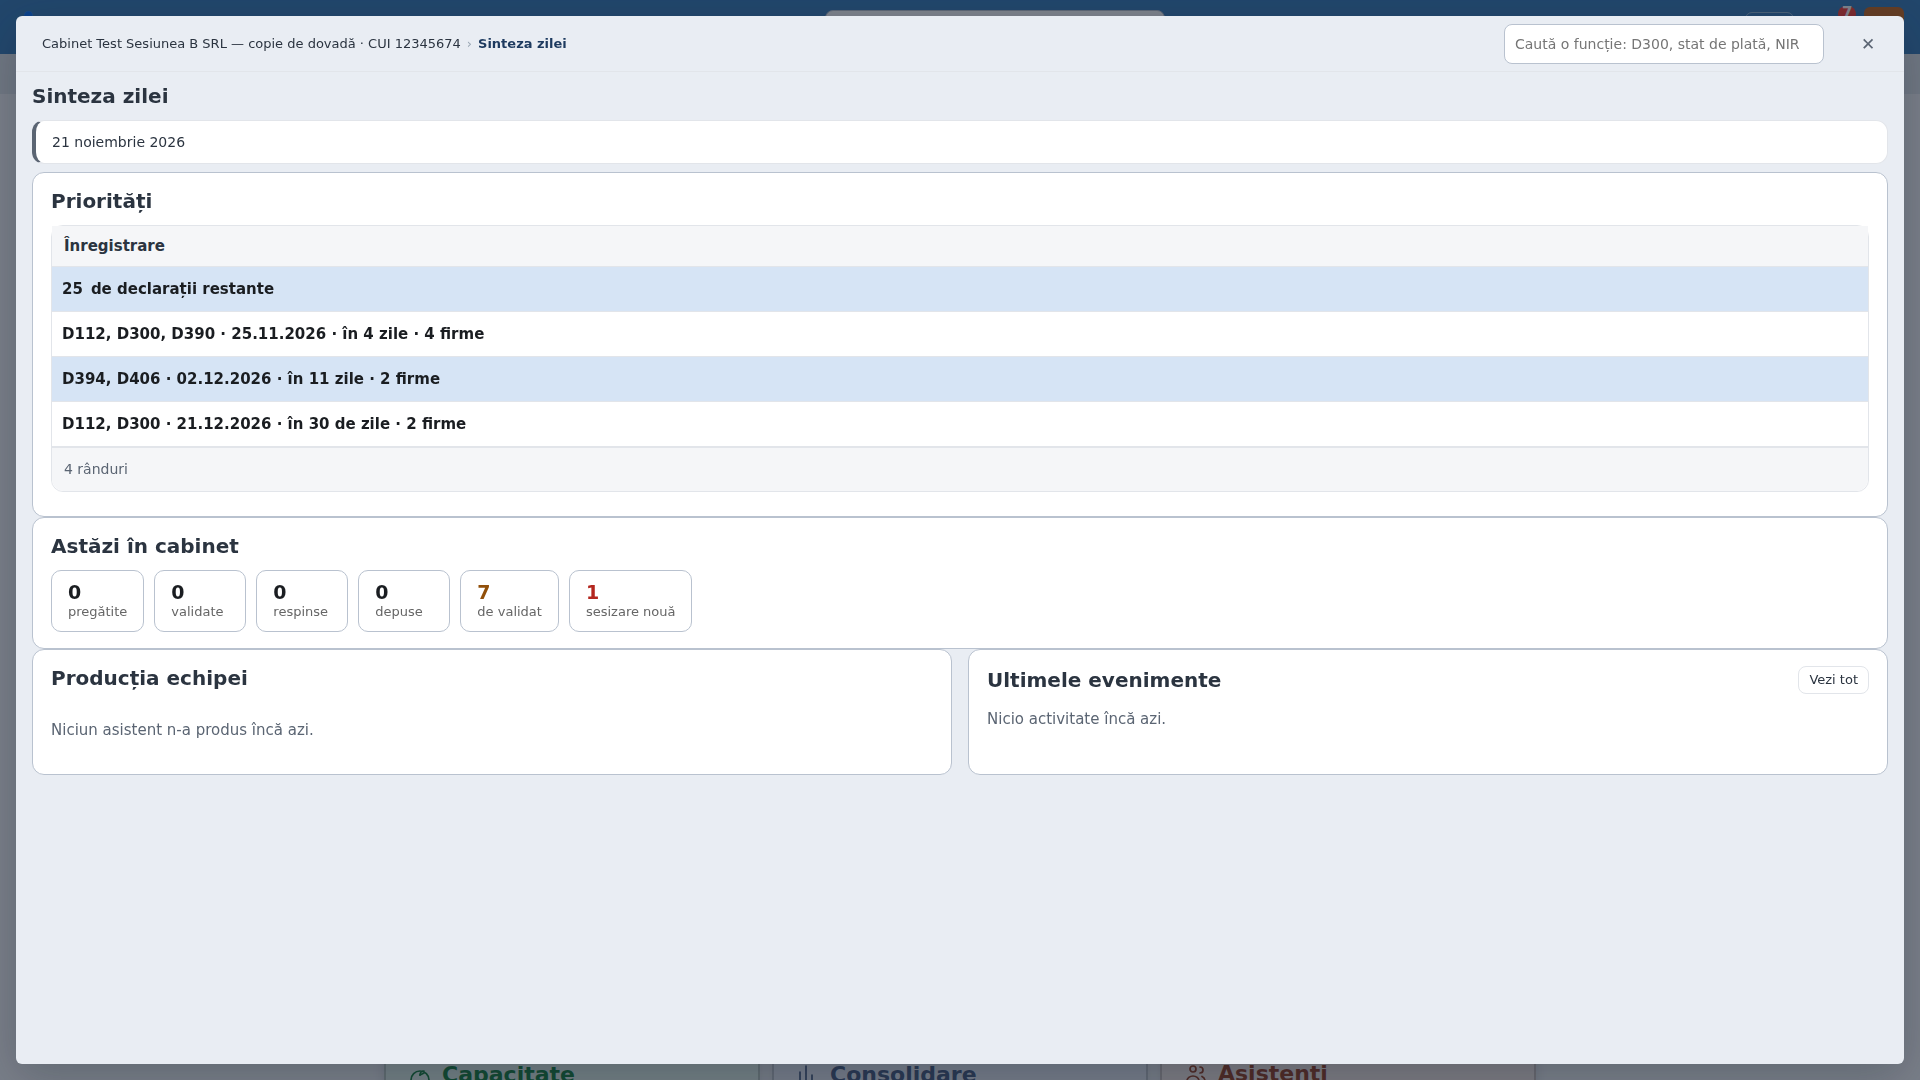 Cabinet Test Sesiunea B SRL — copie de dovadă · CUI 12345674 › Sinteza zilei
Caută o funcție: D300, stat de plată, NIR
✕
Sinteza zilei
21 noiembrie 2026
Priorități
Înregistrare
25 de declarații restante
D112, D300, D390 · 25.11.2026 · în 4 zile · 4 firme
D394, D406 · 02.12.2026 · în 11 zile · 2 firme
D112, D300 · 21.12.2026 · în 30 de zile · 2 firme
4 rânduri
Astăzi în cabinet
0 pregătite
0 validate
0 respinse
0 depuse
7 de validat
1 sesizare nouă
Producția echipei
Niciun asistent n-a produs încă azi.
Ultimele evenimente
Vezi tot
Nicio activitate încă azi.
Capacitate
Consolidare
Asistenți
7